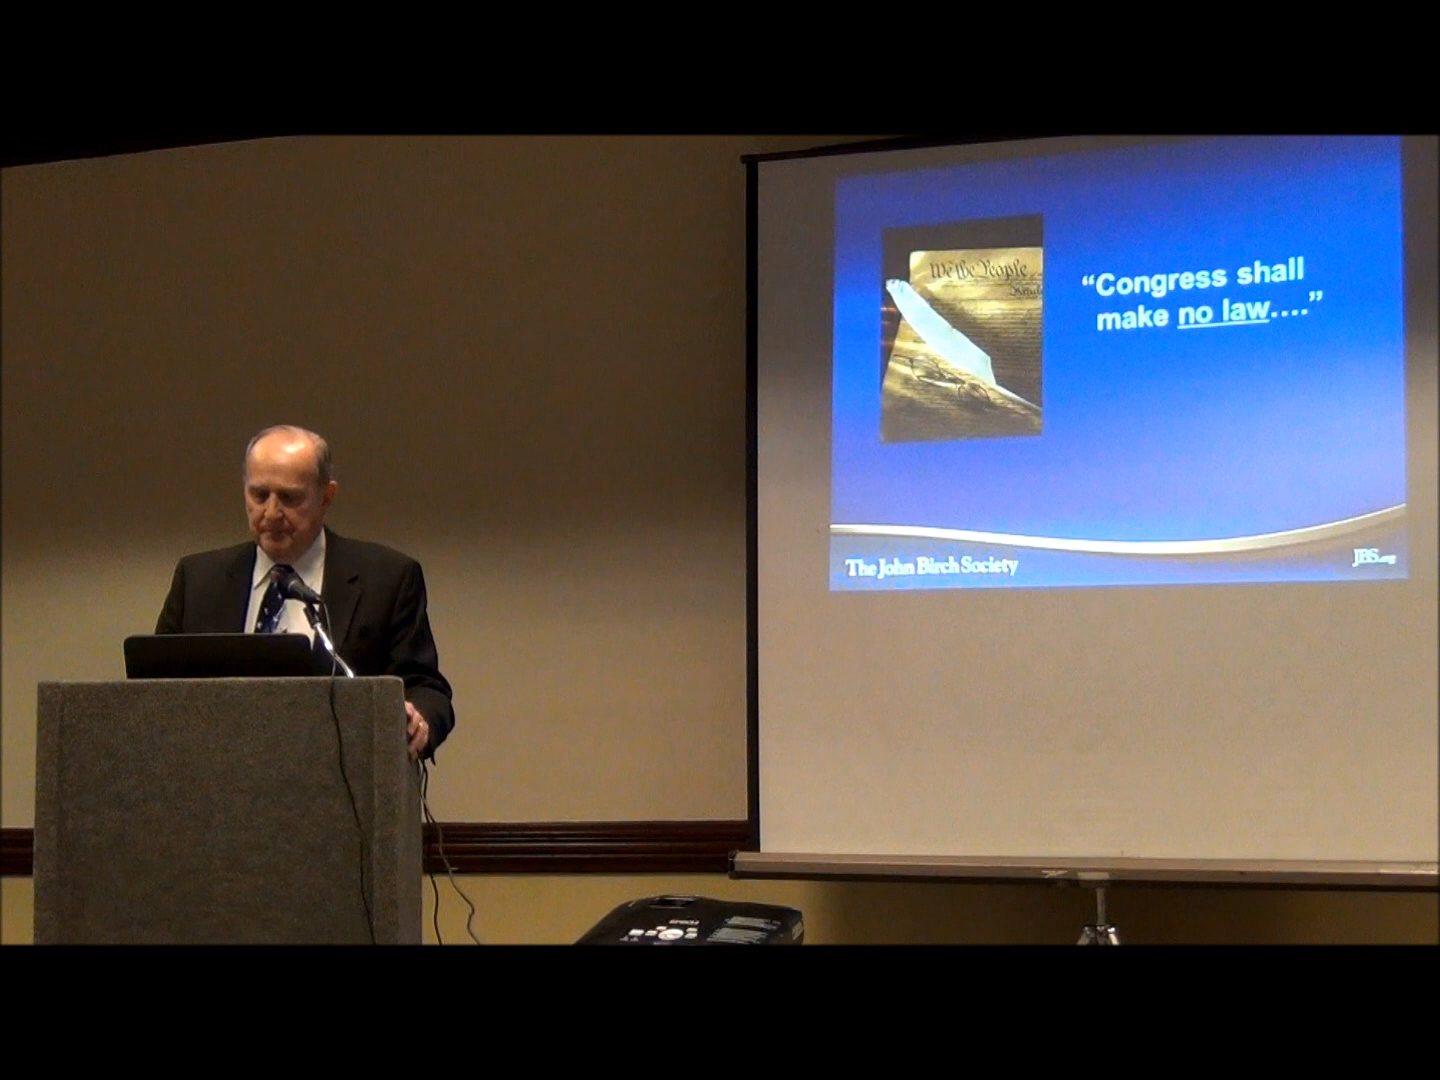 We the People
“Congress shall
make no law....”
The John Birch Society
JBS.org